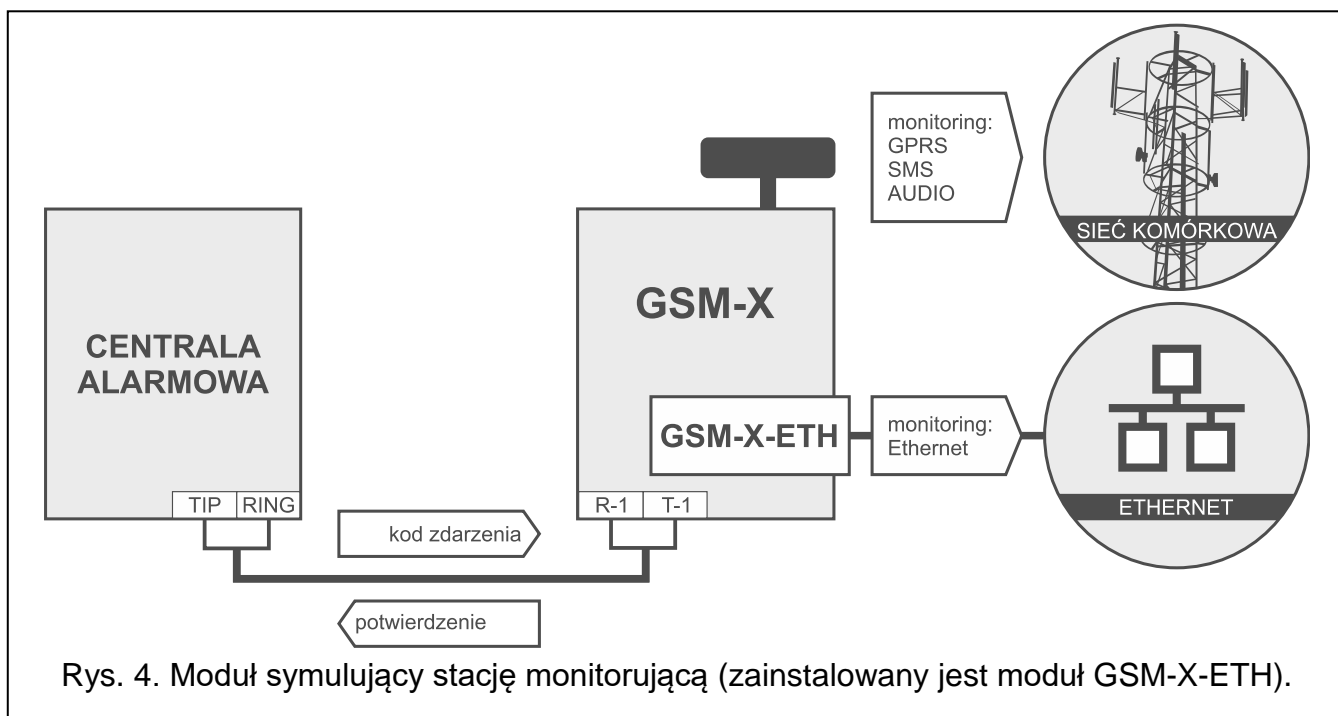 monitoring:
GPRS
SMS
AUDIO
SIEĆ KOMÓRKOWA
CENTRALA
ALARMOWA
GSM-X
GSM-X-ETH
monitoring:
Ethernet
TIP RING
R-1 T-1
ETHERNET
kod zdarzenia
potwierdzenie
Rys. 4. Moduł symulujący stację monitorującą (zainstalowany jest moduł GSM-X-ETH).